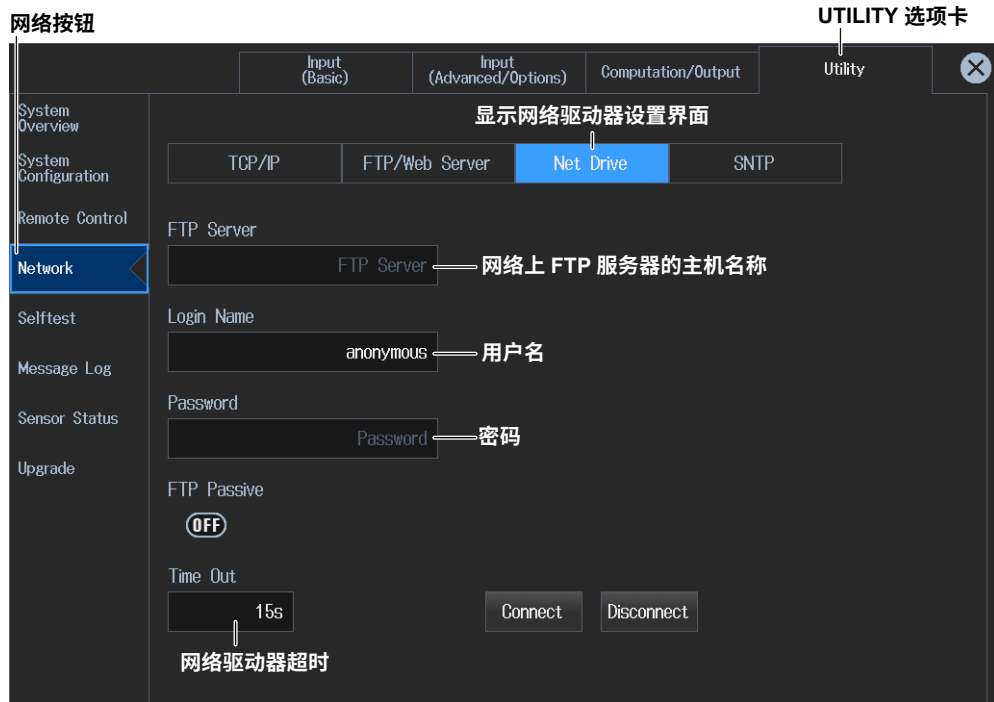 网络按钮
UTILITY 选项卡
Input
(Basic)
Input
(Advanced/Options)
Computation/Output
Utility
System
Overview
System
Configuration
Remote Control
Network
Selftest
Message Log
Sensor Status
Upgrade
显示网络驱动器设置界面
TCP/IP
FTP/Web Server
Net Drive
SNTP
FTP Server
FTP Server
网络上 FTP 服务器的主机名称
Login Name
anonymous
用户名
Password
Password
密码
FTP Passive
OFF
Time Out
15s
Connect
Disconnect
网络驱动器超时